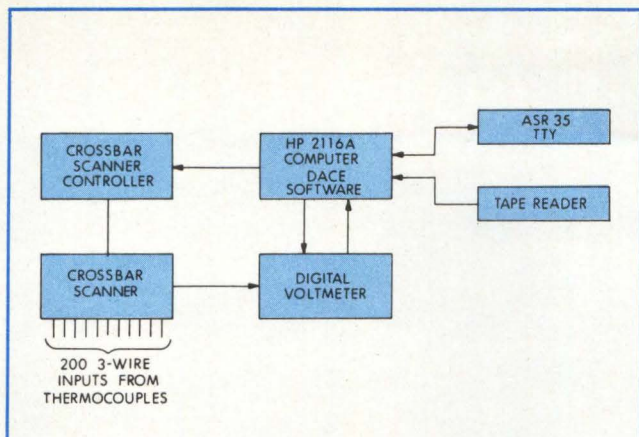 CROSSBAR
SCANNER
CONTROLLER
HP 2116A
COMPUTER
DACE
SOFTWARE
ASR 35
TTY
TAPE READER
CROSSBAR
SCANNER
DIGITAL
VOLTMETER
200 3-WIRE
INPUTS FROM
THERMOCOUPLES